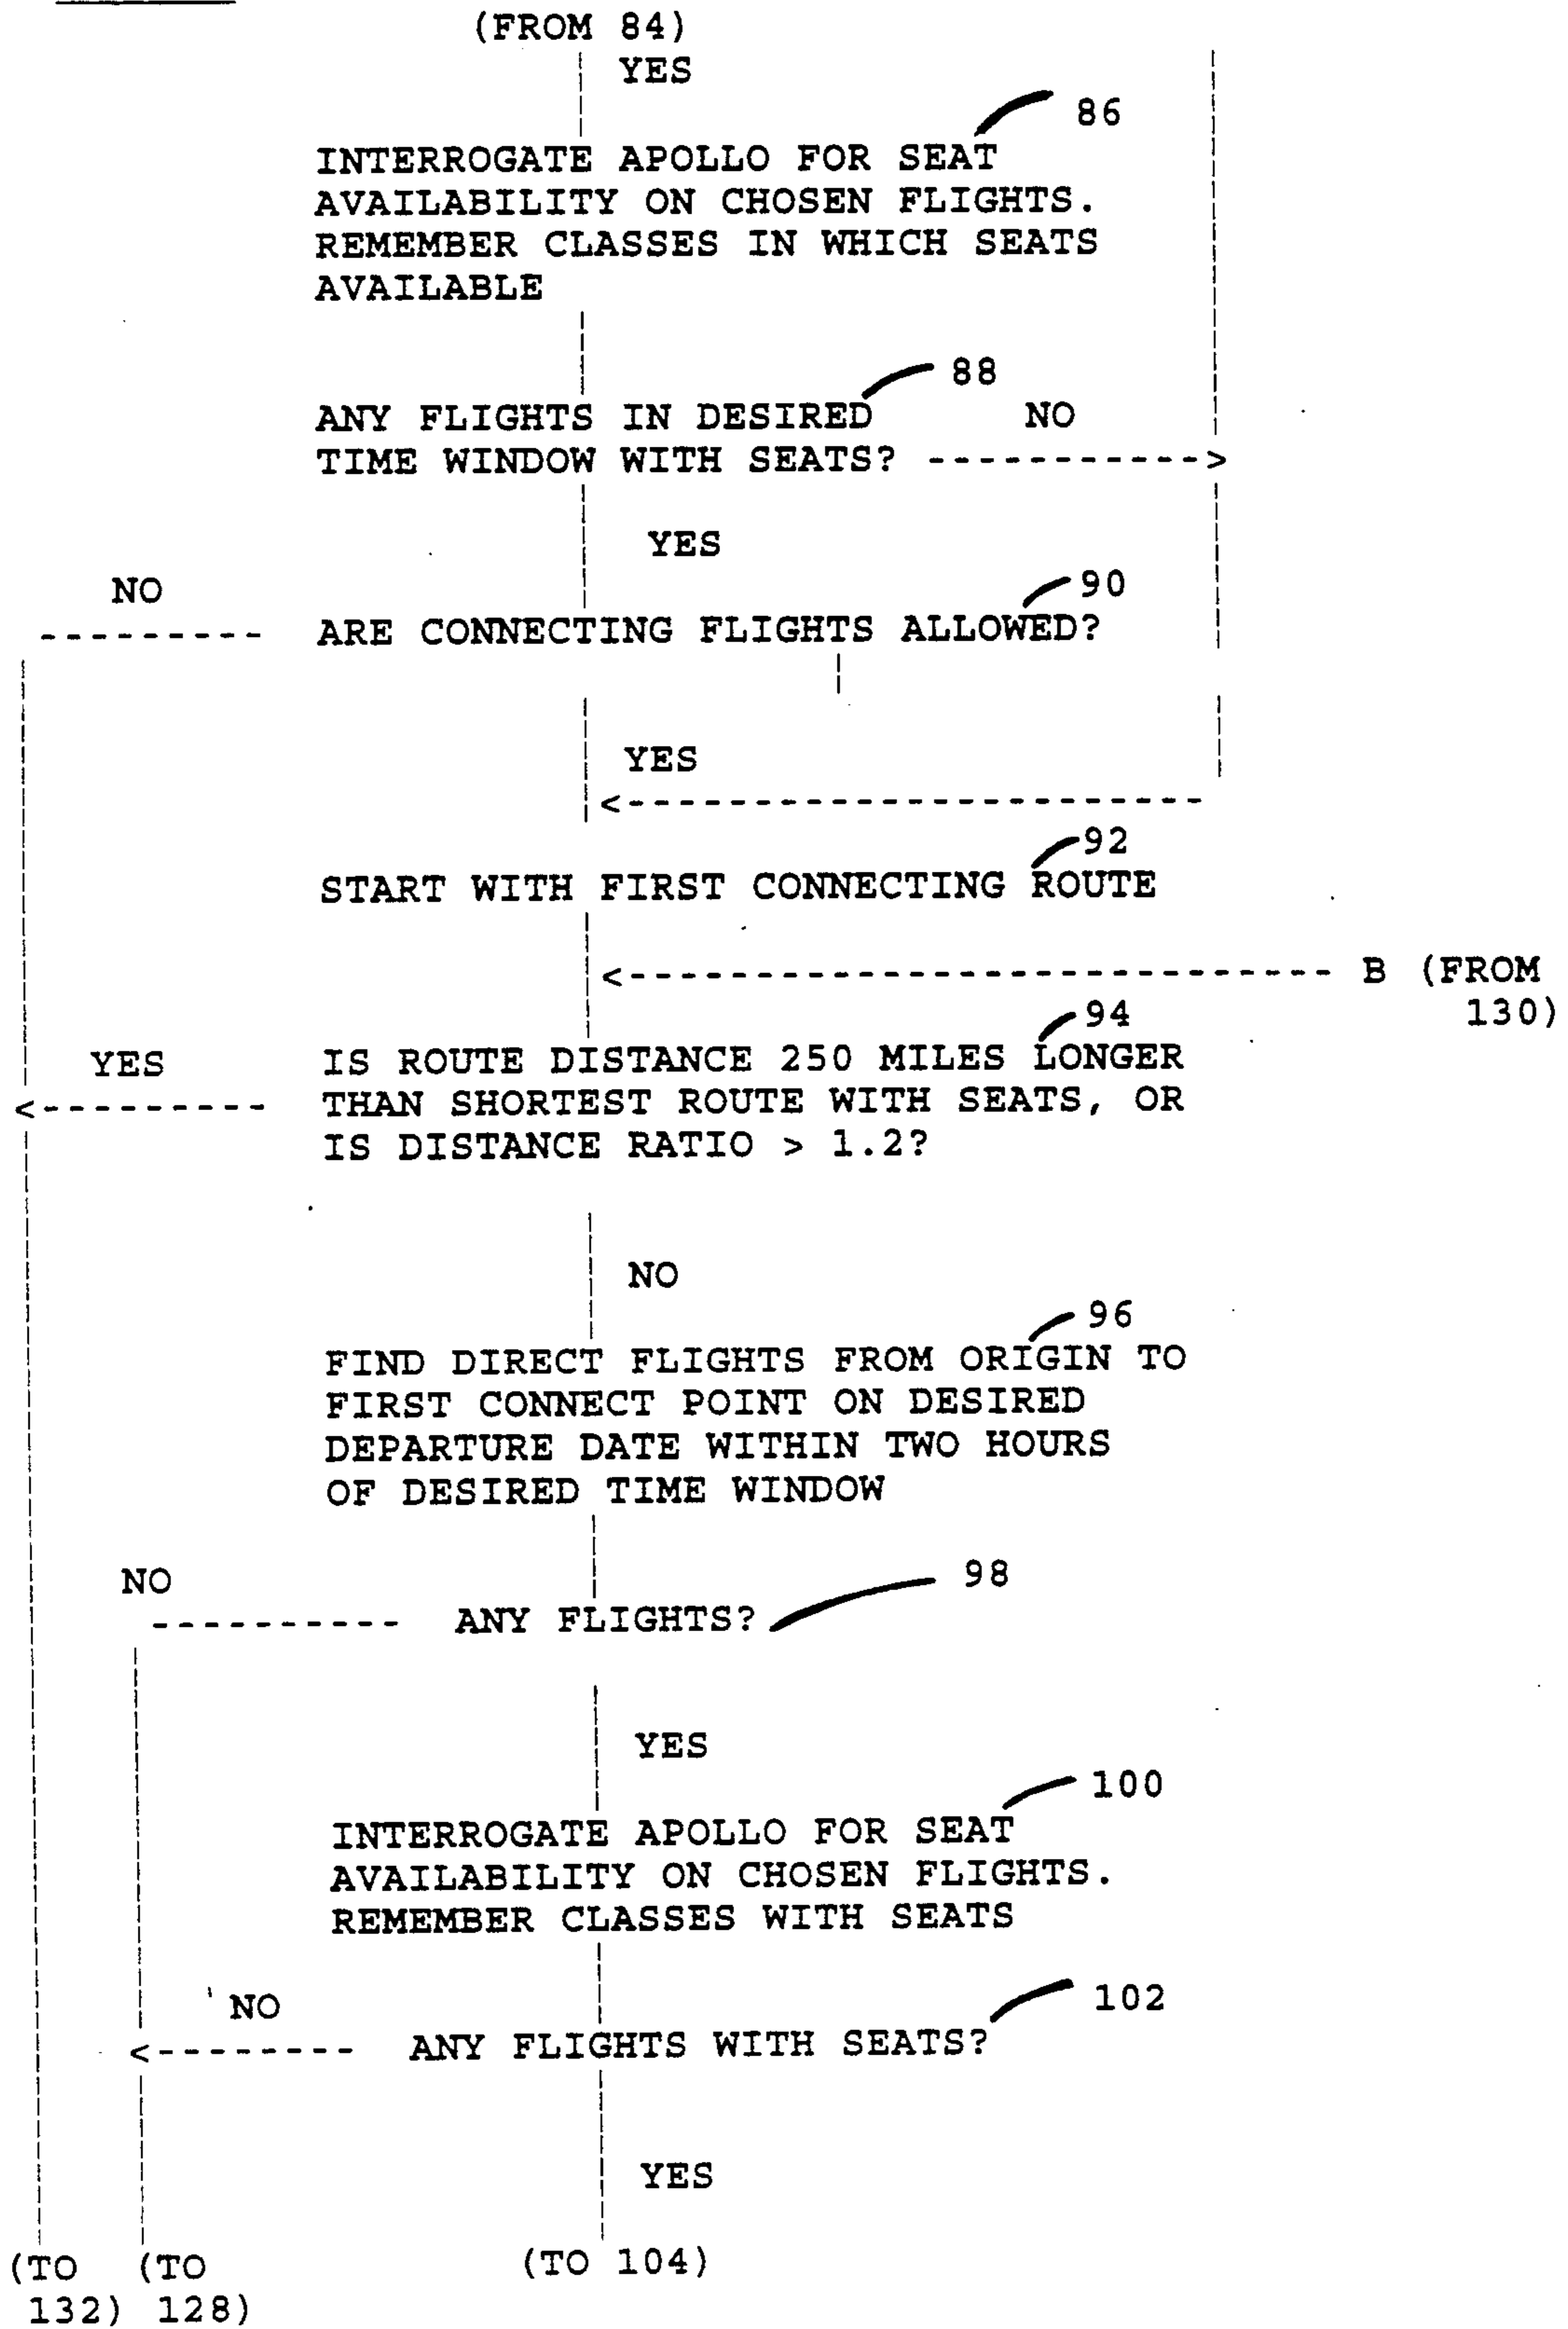 (FROM 84)
YES
86
INTERROGATE APOLLO FOR SEAT
AVAILABILITY ON CHOSEN FLIGHTS.
REMEMBER CLASSES IN WHICH SEATS
AVAILABLE
88
ANY FLIGHTS IN DESIRED NO
TIME WINDOW WITH SEATS?
YES
NO
90
ARE CONNECTING FLIGHTS ALLOWED?
YES
92
START WITH FIRST CONNECTING ROUTE
B (FROM
130)
94
YES
IS ROUTE DISTANCE 250 MILES LONGER
THAN SHORTEST ROUTE WITH SEATS, OR
IS DISTANCE RATIO > 1.2?
NO
96
FIND DIRECT FLIGHTS FROM ORIGIN TO
FIRST CONNECT POINT ON DESIRED
DEPARTURE DATE WITHIN TWO HOURS
OF DESIRED TIME WINDOW
NO
98
ANY FLIGHTS?
YES
100
INTERROGATE APOLLO FOR SEAT
AVAILABILITY ON CHOSEN FLIGHTS.
REMEMBER CLASSES WITH SEATS
NO
102
ANY FLIGHTS WITH SEATS?
YES
(TO (TO (TO 104)
132) 128)